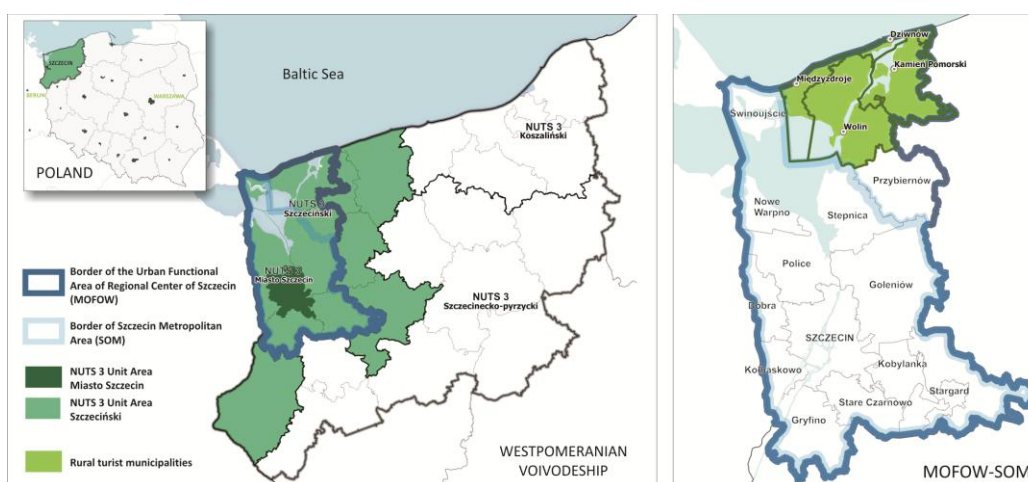 SZCZECIN
BERLIN
WARSZAWA
POLAND
Baltic Sea
NUTS 3
Koszaliński
NUTS 3
Szczeciński
NUTS 3
Miasto Szczecin
NUTS 3
Szczecinecko-pyrzycki
Border of the Urban Functional
Area of Regional Center of Szczecin
(MOFOW)
Border of Szczecin Metropolitan
Area (SOM)
NUTS 3 Unit Area
Miasto Szczecin
NUTS 3 Unit Area
Szczeciński
Rural turist municipalities
WESTPOMERANIAN
VOIVODESHIP
Dziwnów
Kamień Pomorski
Międzyzdroje
Świnoujście
Wolin
Przybiernów
Nowe
Warpno
Stepnica
Police
Goleniów
Dobra
SZCZECIN
Kołbaskowo
Kobylanka
Stargard
Stare Czarnowo
Gryfino
MOFOW-SOM